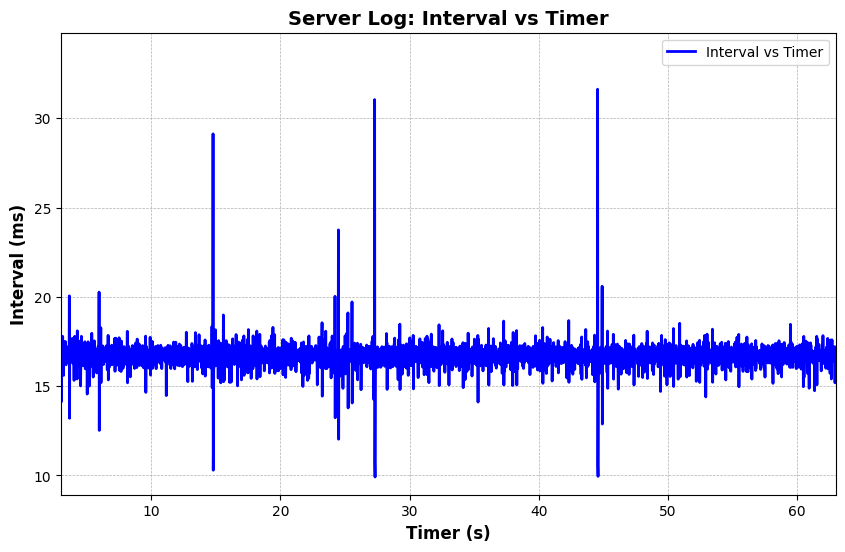 Server Log: Interval vs Timer
Interval vs Timer
30
25
20
15
10
Interval (ms)
10 20 30 40 50 60
Timer (s)